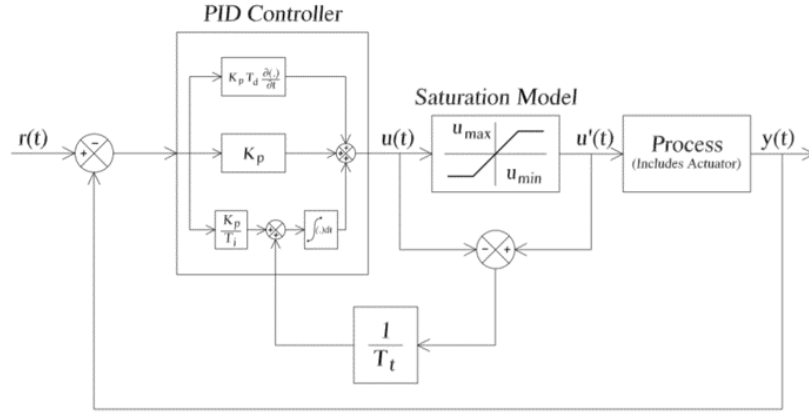 PID Controller
K_p T_d ∂(.)/∂t
r(t)
+ −
K_p
+ + +
u(t)
Saturation Model
u_max
u_min
u'(t)
Process
(Includes Actuator)
y(t)
K_p/T_i
+ +
∫(.)dt
− +
1/T_t